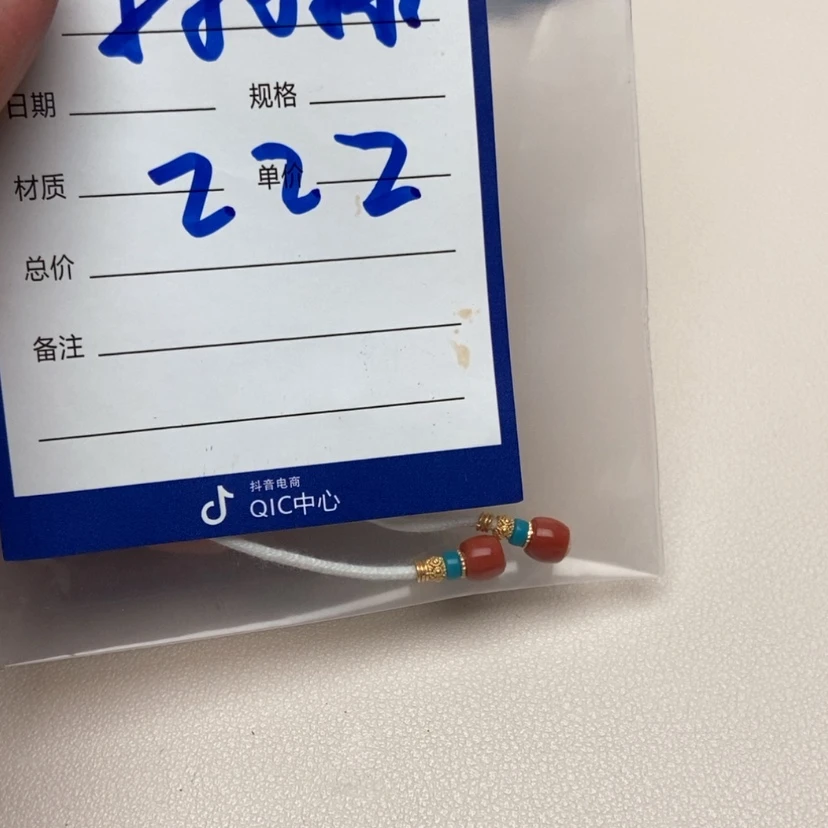 日期 规格
材质 单价
222
总价
备注
抖音电商
QIC中心